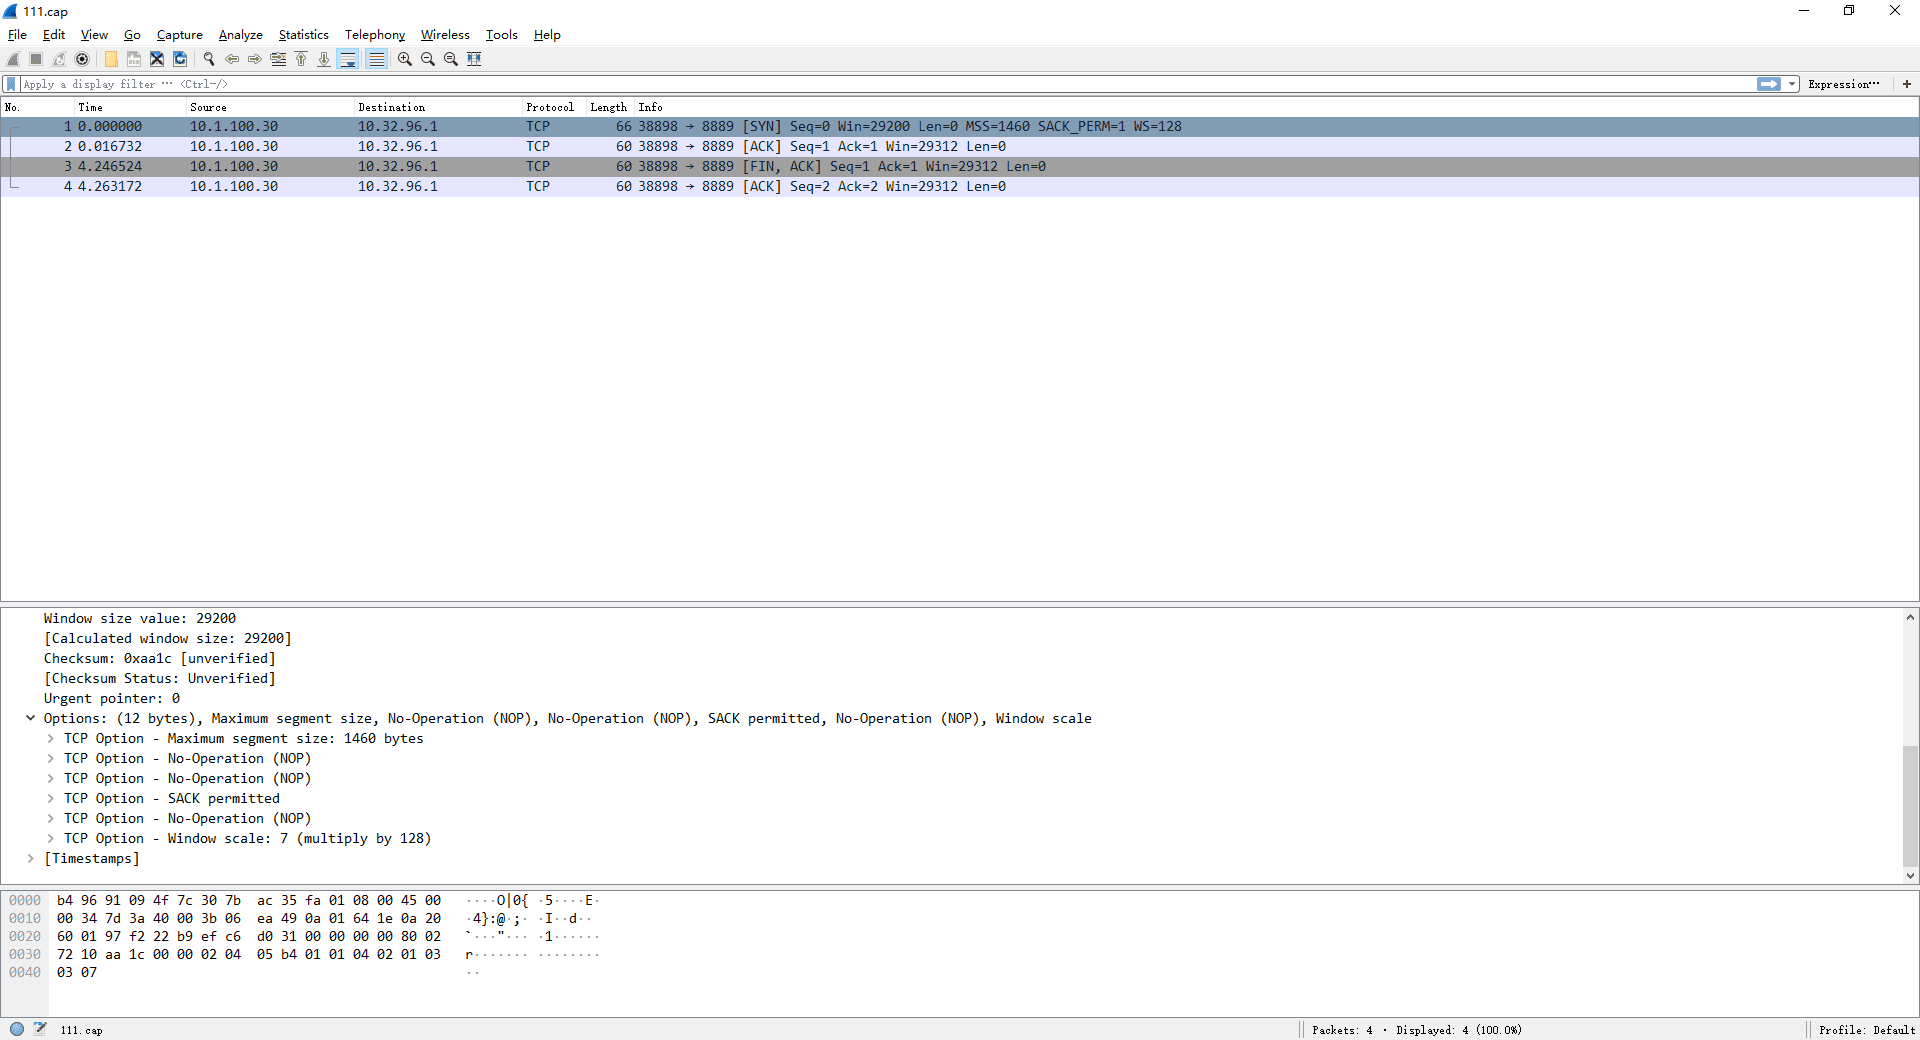 111.cap
File Edit View Go Capture Analyze Statistics Telephony Wireless Tools Help
Apply a display filter ··· <Ctrl-/>
Expression···
+
No. Time Source Destination Protocol Length Info
1 0.000000 10.1.100.30 10.32.96.1 TCP 66 38898 → 8889 [SYN] Seq=0 Win=29200 Len=0 MSS=1460 SACK_PERM=1 WS=128
2 0.016732 10.1.100.30 10.32.96.1 TCP 60 38898 → 8889 [ACK] Seq=1 Ack=1 Win=29312 Len=0
3 4.246524 10.1.100.30 10.32.96.1 TCP 60 38898 → 8889 [FIN, ACK] Seq=1 Ack=1 Win=29312 Len=0
4 4.263172 10.1.100.30 10.32.96.1 TCP 60 38898 → 8889 [ACK] Seq=2 Ack=2 Win=29312 Len=0
Window size value: 29200
[Calculated window size: 29200]
Checksum: 0xaa1c [unverified]
[Checksum Status: Unverified]
Urgent pointer: 0
Options: (12 bytes), Maximum segment size, No-Operation (NOP), No-Operation (NOP), SACK permitted, No-Operation (NOP), Window scale
TCP Option - Maximum segment size: 1460 bytes
TCP Option - No-Operation (NOP)
TCP Option - No-Operation (NOP)
TCP Option - SACK permitted
TCP Option - No-Operation (NOP)
TCP Option - Window scale: 7 (multiply by 128)
[Timestamps]
0000 b4 96 91 09 4f 7c 30 7b ac 35 fa 01 08 00 45 00 ····O|0{ ·5····E·
0010 00 34 7d 3a 40 00 3b 06 ea 49 0a 01 64 1e 0a 20 ·4}:@·;· ·I··d·· 
0020 60 01 97 f2 22 b9 ef c6 d0 31 00 00 00 00 80 02 `···"··· ·1······
0030 72 10 aa 1c 00 00 02 04 05 b4 01 01 04 02 01 03 r······· ········
0040 03 07 ··
111.cap
Packets: 4 · Displayed: 4 (100.0%)
Profile: Default